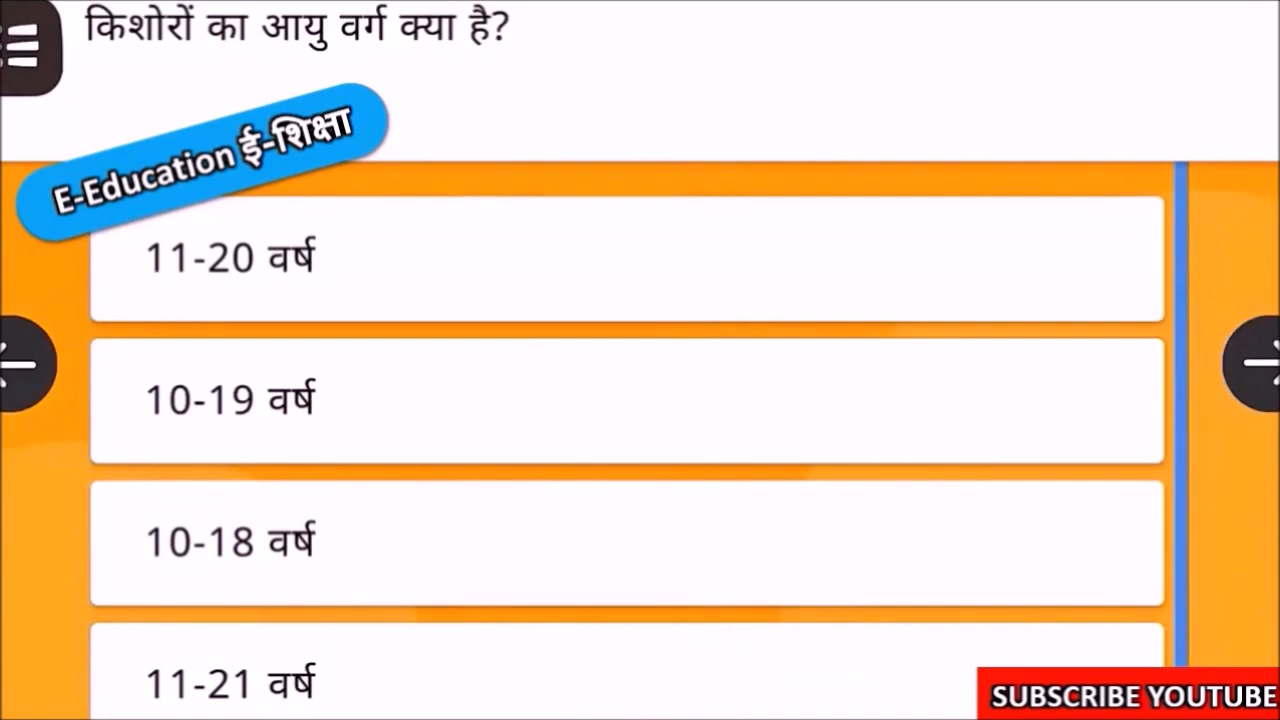 किशोरों का आयु वर्ग क्या है?
E-Education ई-शिक्षा
11-20 वर्ष
10-19 वर्ष
10-18 वर्ष
11-21 वर्ष
SUBSCRIBE YOUTUBE